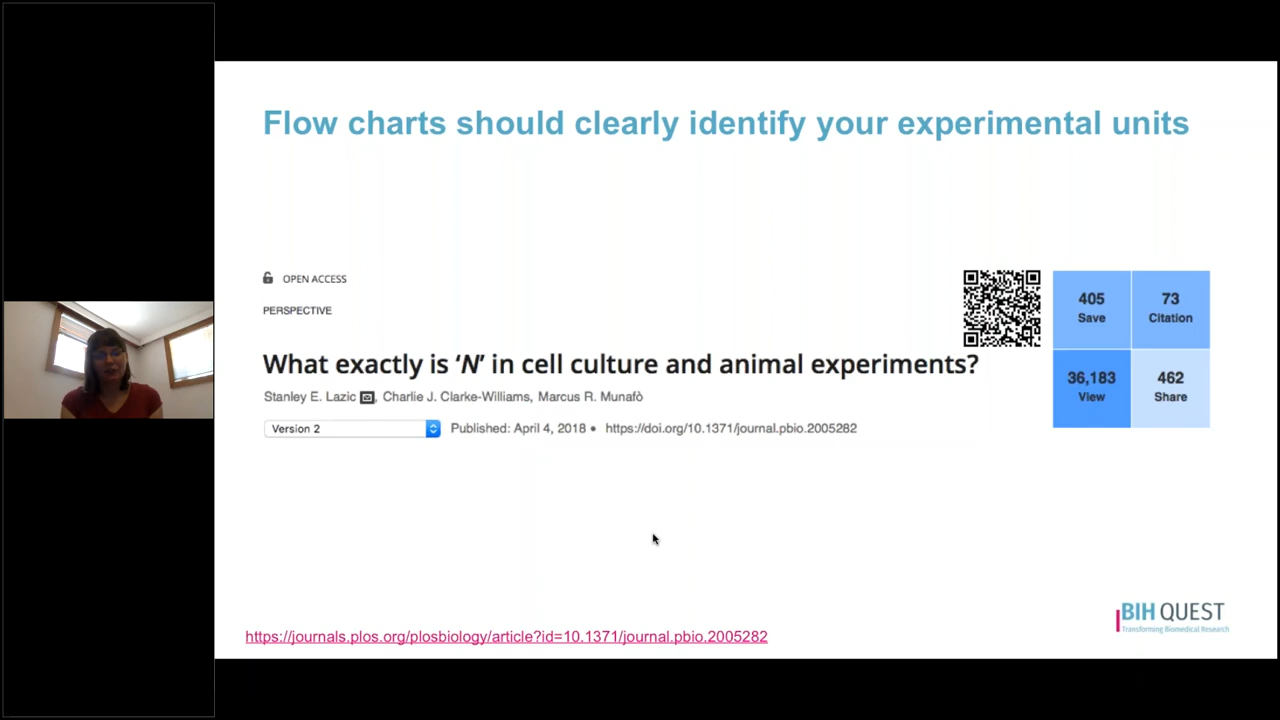 Flow charts should clearly identify your experimental units
OPEN ACCESS
PERSPECTIVE
What exactly is ‘N’ in cell culture and animal experiments?
Stanley E. Lazic, Charlie J. Clarke-Williams, Marcus R. Munafò
Version 2 Published: April 4, 2018 • https://doi.org/10.1371/journal.pbio.2005282
405 Save
73 Citation
36,183 View
462 Share
https://journals.plos.org/plosbiology/article?id=10.1371/journal.pbio.2005282
BIH QUEST
Transforming Biomedical Research